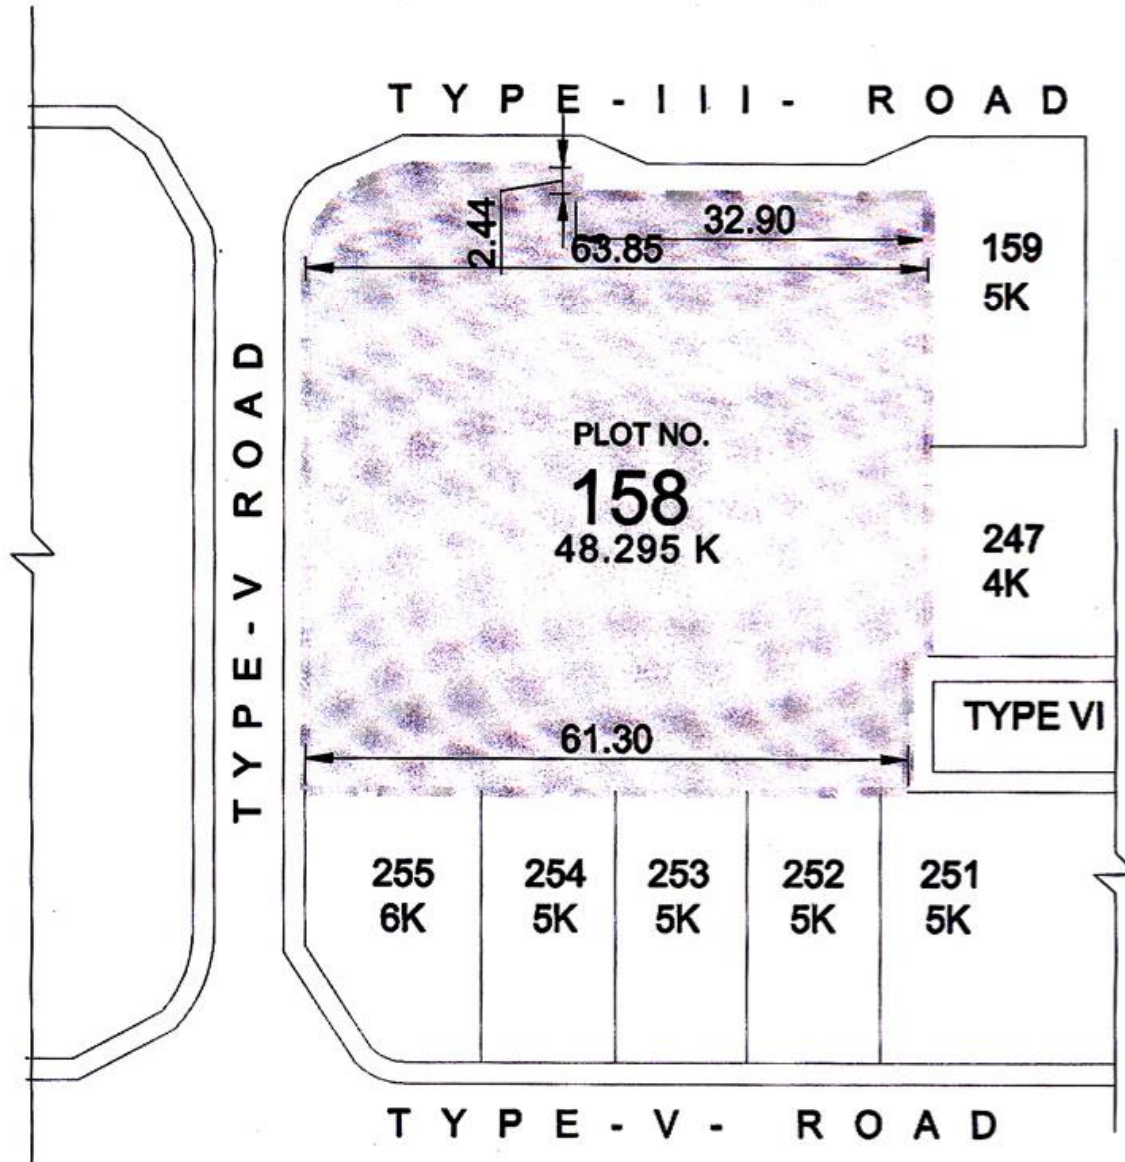 TYPE-III- ROAD
2.44
32.90
63.85
159
5K
TYPE-V ROAD
PLOT NO.
158
48.295 K
247
4K
TYPE VI
61.30
255
6K
254
5K
253
5K
252
5K
251
5K
TYPE-V- ROAD